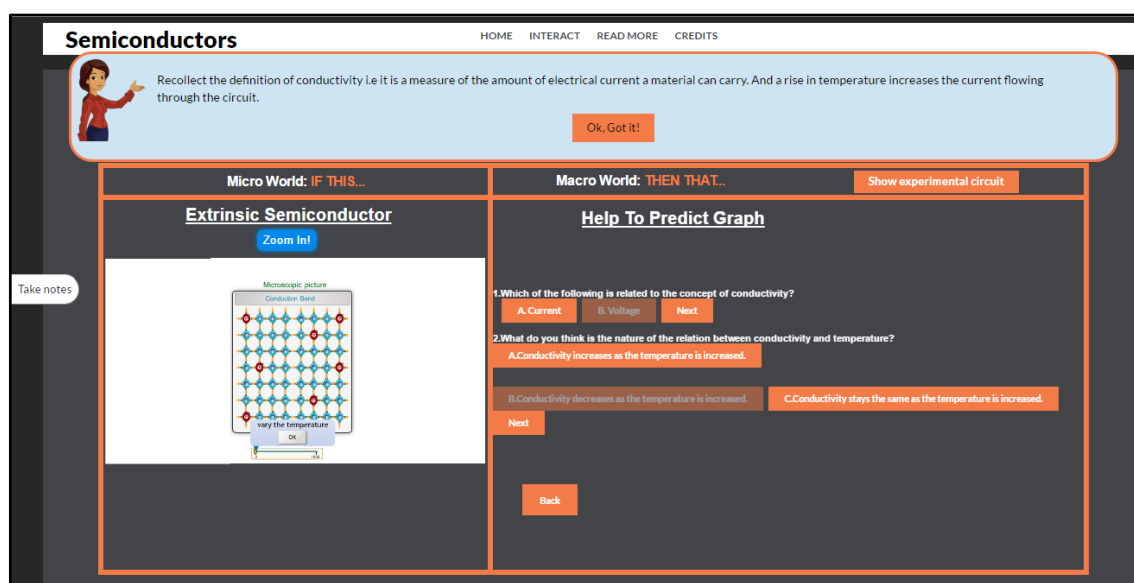 Semiconductors
HOME INTERACT READ MORE CREDITS
Recollect the definition of conductivity i.e it is a measure of the amount of electrical current a material can carry. And a rise in temperature increases the current flowing
through the circuit.
Ok, Got it!
Micro World: IF THIS...
Macro World: THEN THAT...
Show experimental circuit
Extrinsic Semiconductor
Zoom In!
Microscopic picture
Conduction Band
vary the temperature
OK
Take notes
Help To Predict Graph
1.Which of the following is related to the concept of conductivity?
A. Current B. Voltage Next
2.What do you think is the nature of the relation between conductivity and temperature?
A.Conductivity increases as the temperature is increased.
B.Conductivity decreases as the temperature is increased. C.Conductivity stays the same as the temperature is increased.
Next
Back